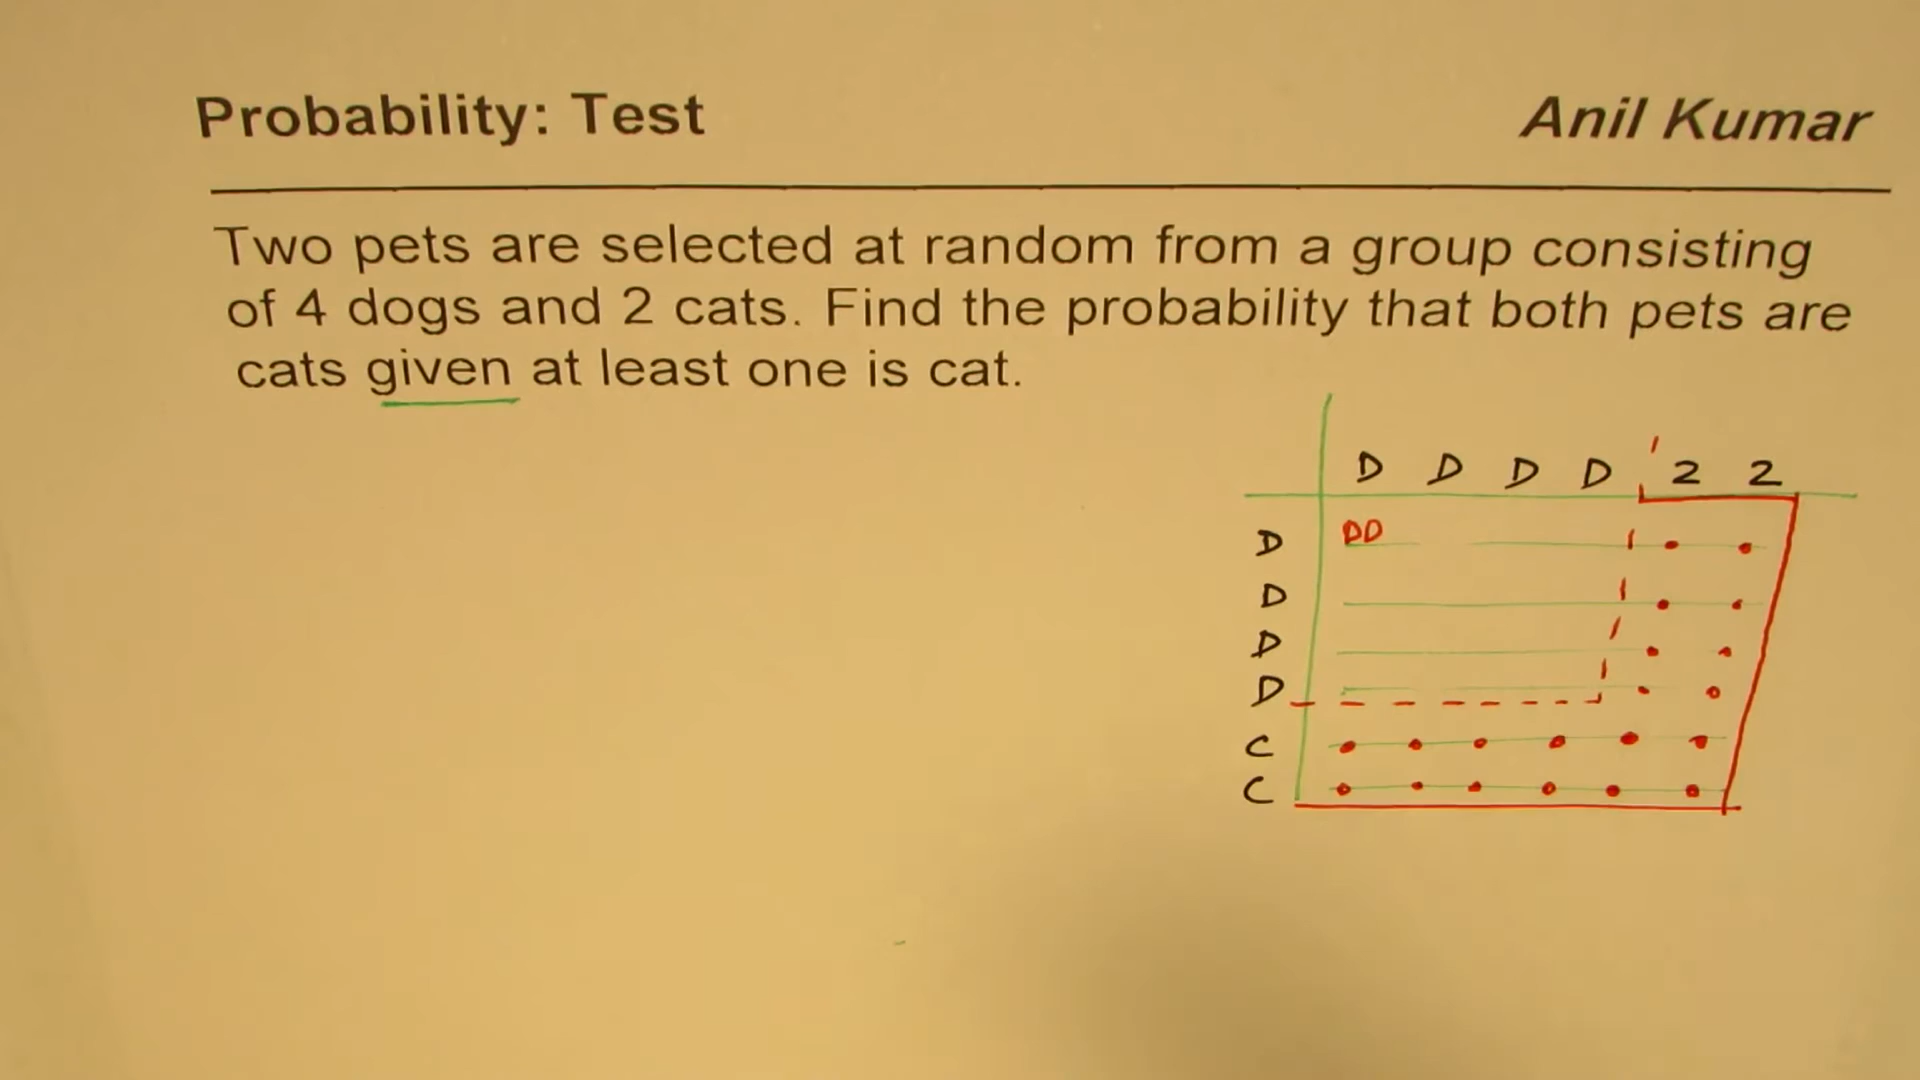 Probability: Test
Anil Kumar
Two pets are selected at random from a group consisting
of 4 dogs and 2 cats. Find the probability that both pets are
cats given at least one is cat.
D D D D 2 2
D DD
D
D
D
C
C